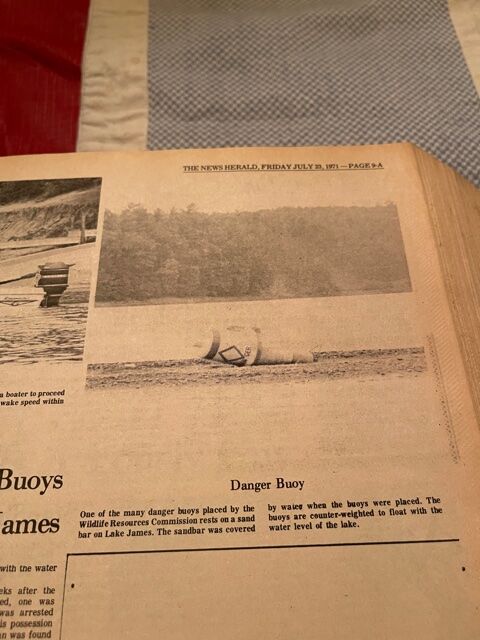 THE NEWS HERALD, FRIDAY JULY 23, 1971 — PAGE 9-A
a boater to proceed
wake speed within
Buoys
ames
with the water
eks after the
ed, one was
was arrested
is possession
an was found
Danger Buoy
One of the many danger buoys placed by the
Wildlife Resources Commission rests on a sand
bar on Lake James. The sandbar was covered
by water when the buoys were placed. The
buoys are counter-weighted to float with the
water level of the lake.